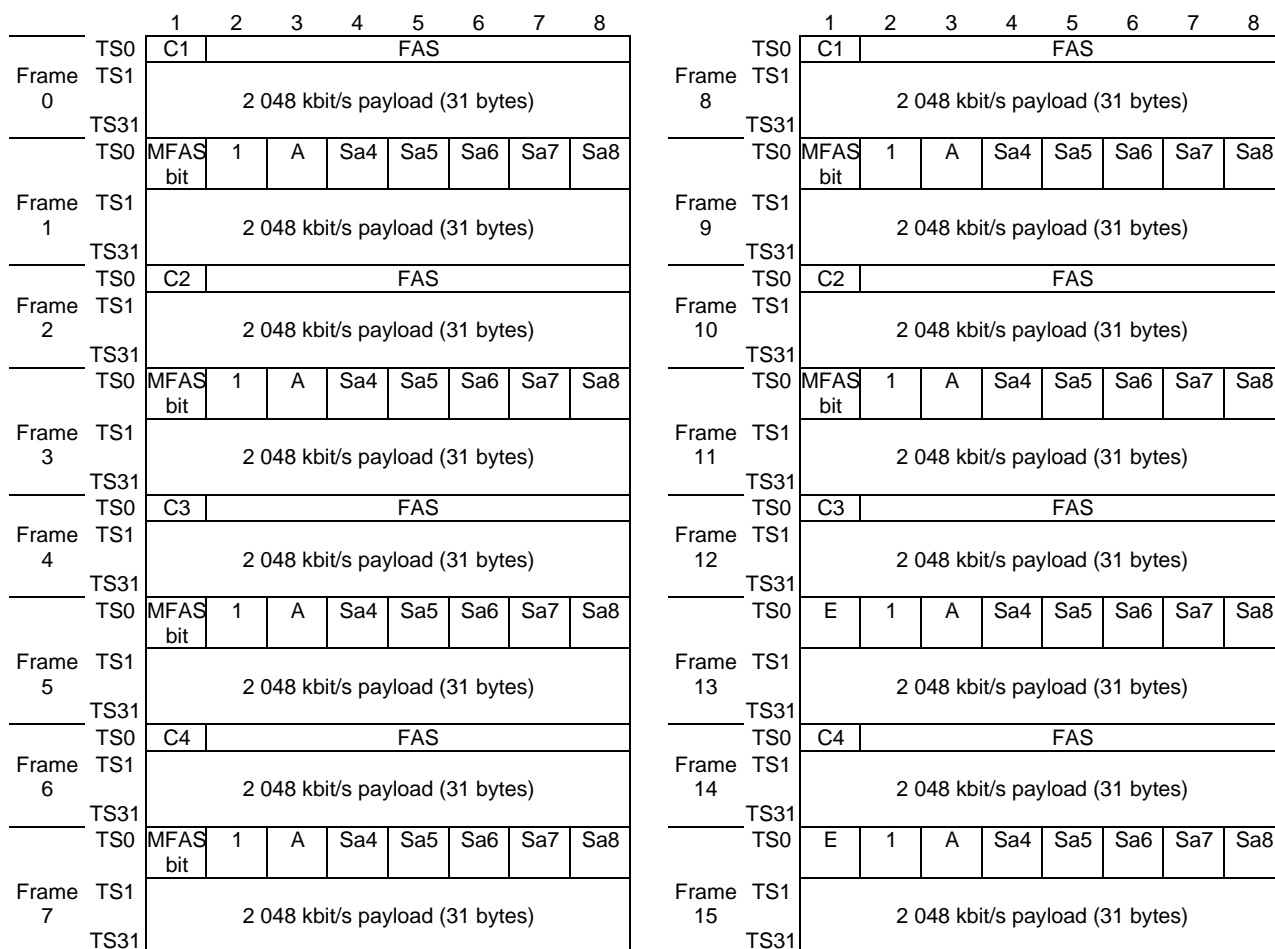 1 2 3 4 5 6 7 8
TS0 C1 FAS
Frame 0 TS1
2 048 kbit/s payload (31 bytes)
TS31
TS0 MFAS bit 1 A Sa4 Sa5 Sa6 Sa7 Sa8
Frame 1 TS1
2 048 kbit/s payload (31 bytes)
TS31
TS0 C2 FAS
Frame 2 TS1
2 048 kbit/s payload (31 bytes)
TS31
TS0 MFAS bit 1 A Sa4 Sa5 Sa6 Sa7 Sa8
Frame 3 TS1
2 048 kbit/s payload (31 bytes)
TS31
TS0 C3 FAS
Frame 4 TS1
2 048 kbit/s payload (31 bytes)
TS31
TS0 MFAS bit 1 A Sa4 Sa5 Sa6 Sa7 Sa8
Frame 5 TS1
2 048 kbit/s payload (31 bytes)
TS31
TS0 C4 FAS
Frame 6 TS1
2 048 kbit/s payload (31 bytes)
TS31
TS0 MFAS bit 1 A Sa4 Sa5 Sa6 Sa7 Sa8
Frame 7 TS1
2 048 kbit/s payload (31 bytes)
TS31
1 2 3 4 5 6 7 8
TS0 C1 FAS
Frame 8 TS1
2 048 kbit/s payload (31 bytes)
TS31
TS0 MFAS bit 1 A Sa4 Sa5 Sa6 Sa7 Sa8
Frame 9 TS1
2 048 kbit/s payload (31 bytes)
TS31
TS0 C2 FAS
Frame 10 TS1
2 048 kbit/s payload (31 bytes)
TS31
TS0 MFAS bit 1 A Sa4 Sa5 Sa6 Sa7 Sa8
Frame 11 TS1
2 048 kbit/s payload (31 bytes)
TS31
TS0 C3 FAS
Frame 12 TS1
2 048 kbit/s payload (31 bytes)
TS31
TS0 E 1 A Sa4 Sa5 Sa6 Sa7 Sa8
Frame 13 TS1
2 048 kbit/s payload (31 bytes)
TS31
TS0 C4 FAS
Frame 14 TS1
2 048 kbit/s payload (31 bytes)
TS31
TS0 E 1 A Sa4 Sa5 Sa6 Sa7 Sa8
Frame 15 TS1
2 048 kbit/s payload (31 bytes)
TS31